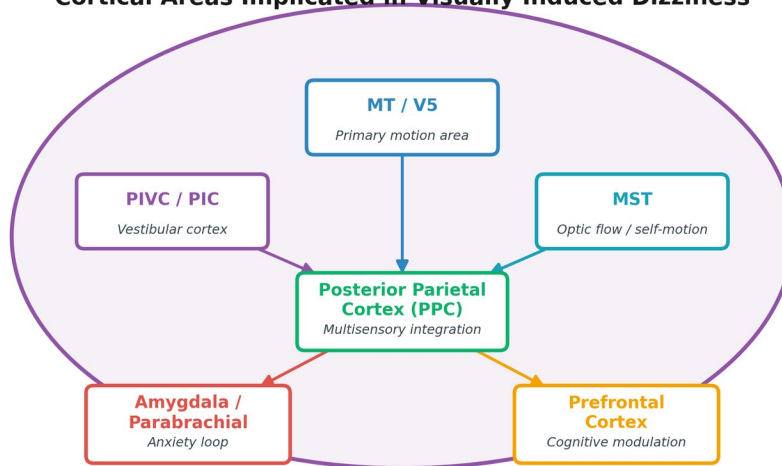 Cortical Areas Implicated in Visually Induced Dizziness
MT / V5
Primary motion area
PIVC / PIC
Vestibular cortex
MST
Optic flow / self-motion
Posterior Parietal
Cortex (PPC)
Multisensory integration
Amygdala /
Parabrachial
Anxiety loop
Prefrontal
Cortex
Cognitive modulation